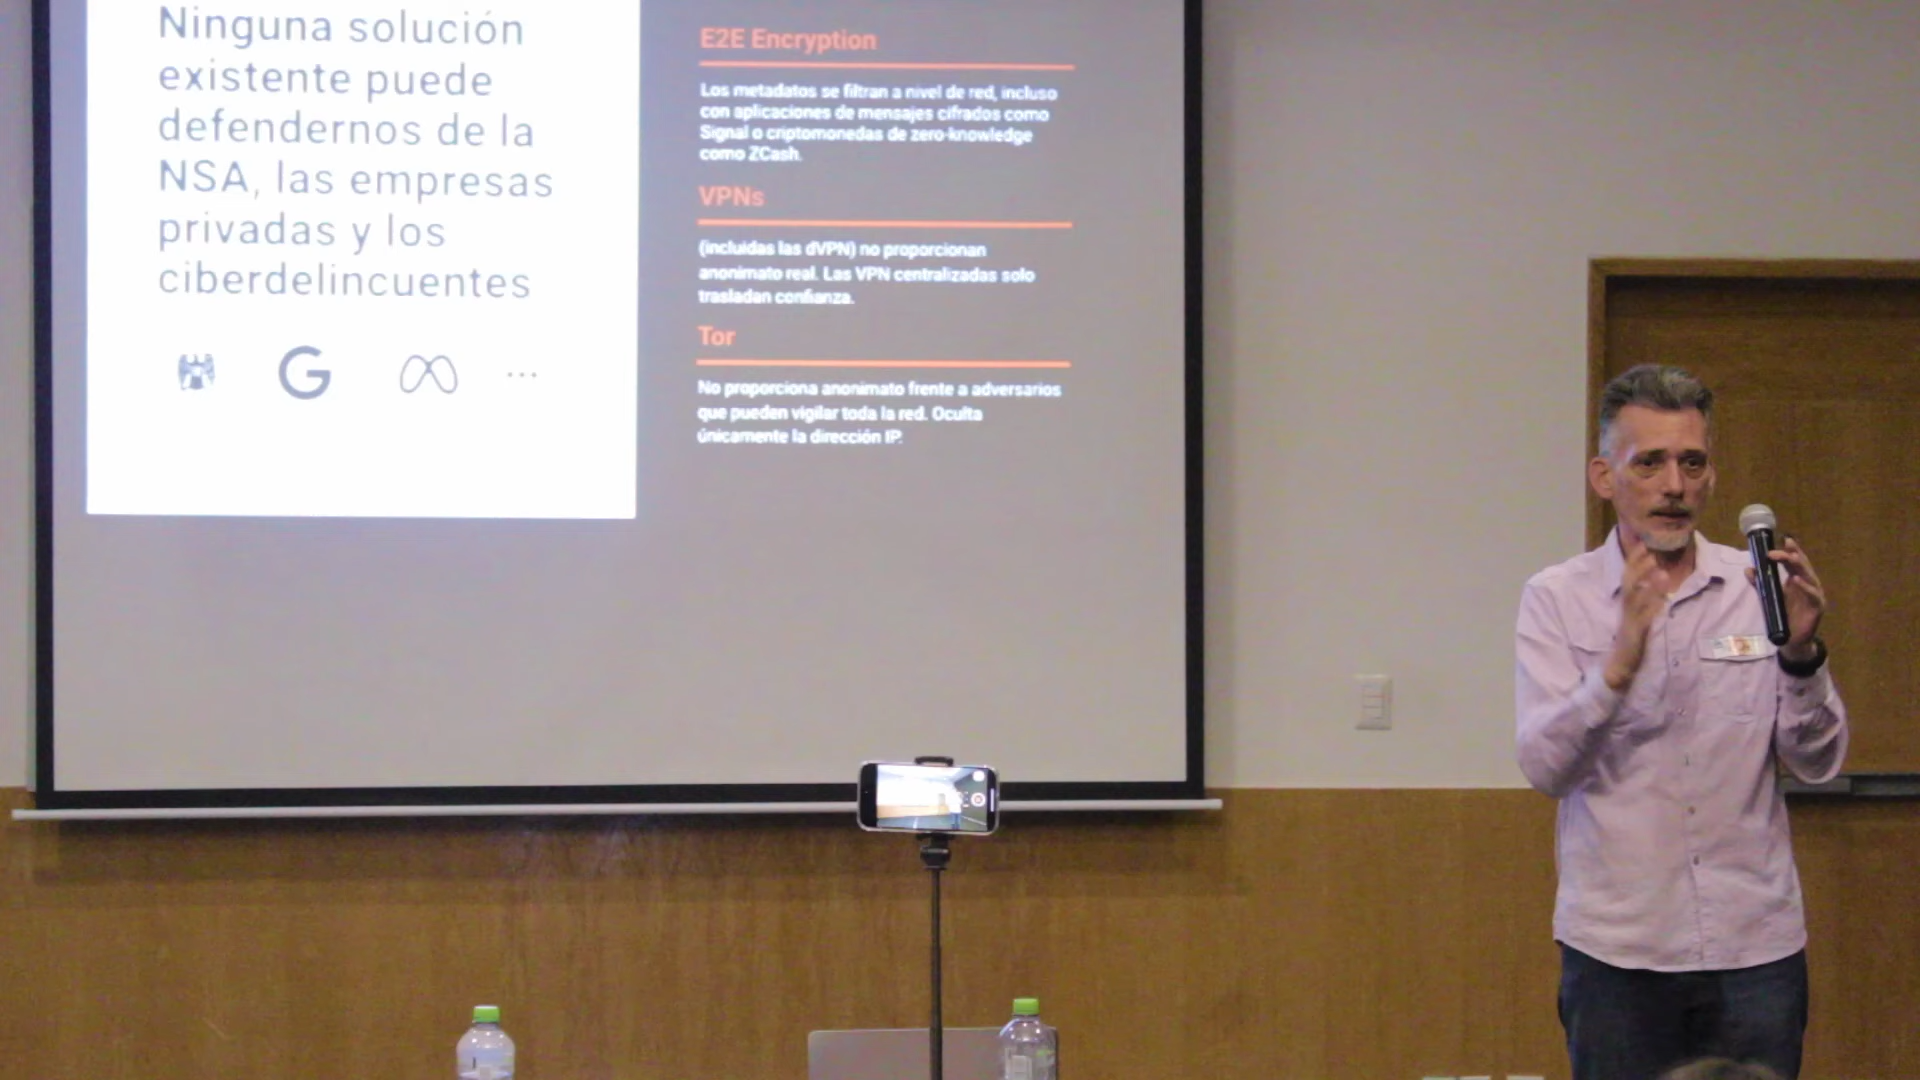 Ninguna solución
existente puede
defendernos de la
NSA, las empresas
privadas y los
ciberdelincuentes
G
...
E2E Encryption
Los metadatos se filtran a nivel de red, incluso
con aplicaciones de mensajes cifrados como
Signal o criptomonedas de zero-knowledge
como ZCash.
VPNs
(incluidas las dVPN) no proporcionan
anonimato real. Las VPN centralizadas solo
trasladan confianza.
Tor
No proporciona anonimato frente a adversarios
que pueden vigilar toda la red. Oculta
únicamente la dirección IP.